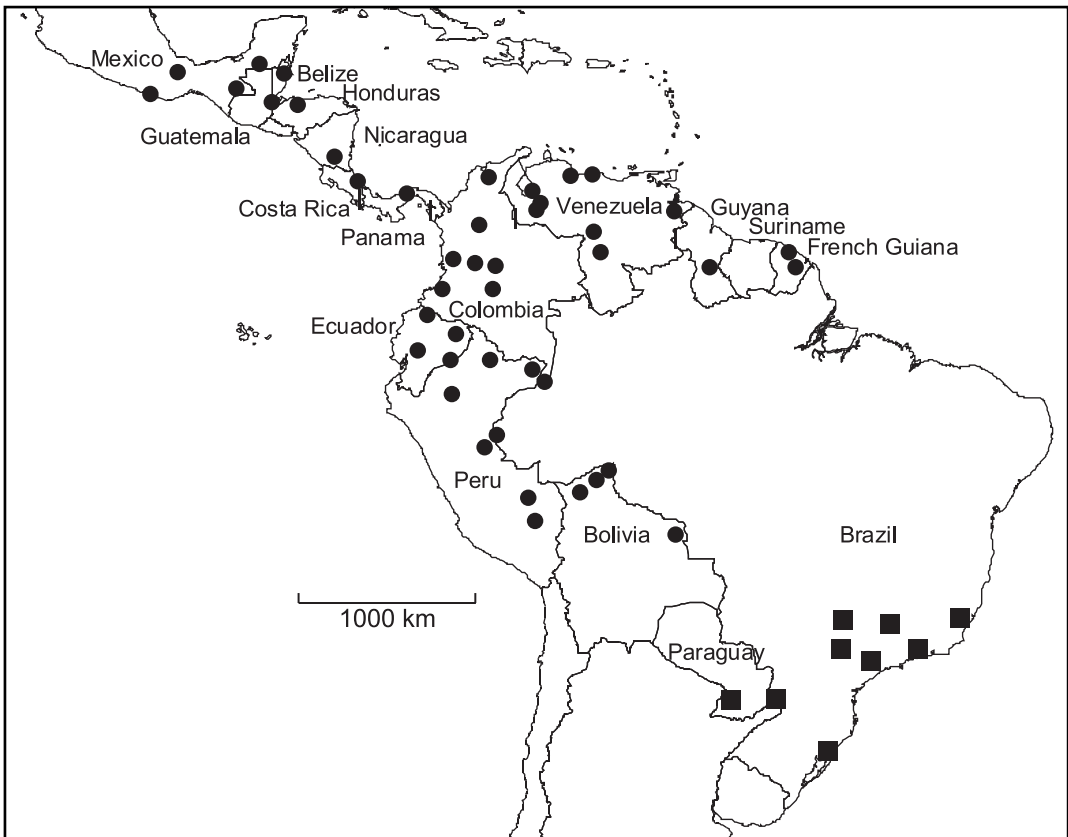 Mexico
Belize
Honduras
Guatemala
Nicaragua
Costa Rica
Panama
Venezuela
Guyana
Suriname
French Guiana
Colombia
Ecuador
Peru
Bolivia
Brazil
1000 km
Paraguay